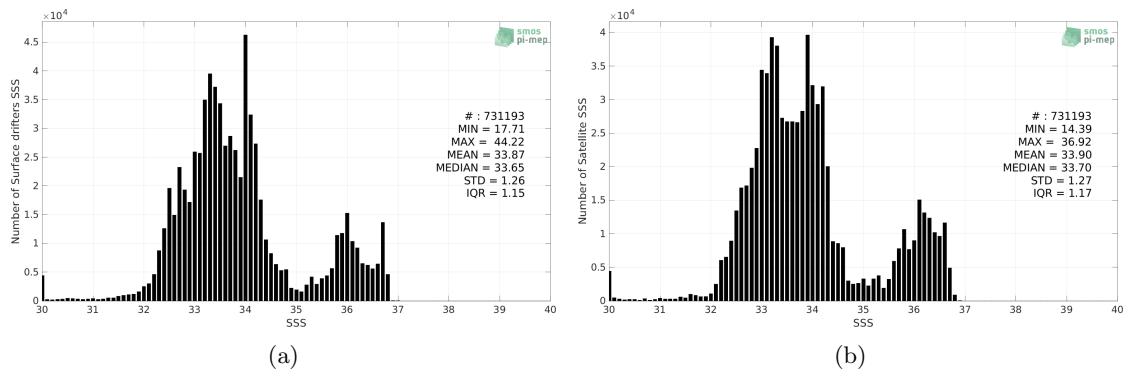 ×10⁴
4.5
4
3.5
3
2.5
2
1.5
1
0.5
0
Number of Surface drifters SSS
smos
pi-mep
# : 731193
MIN = 17.71
MAX = 44.22
MEAN = 33.87
MEDIAN = 33.65
STD = 1.26
IQR = 1.15
30 31 32 33 34 35 36 37 38 39 40
SSS
(a)
×10⁴
4
3.5
3
2.5
2
1.5
1
0.5
0
Number of Satellite SSS
smos
pi-mep
# : 731193
MIN = 14.39
MAX = 36.92
MEAN = 33.90
MEDIAN = 33.70
STD = 1.27
IQR = 1.17
30 31 32 33 34 35 36 37 38 39 40
SSS
(b)